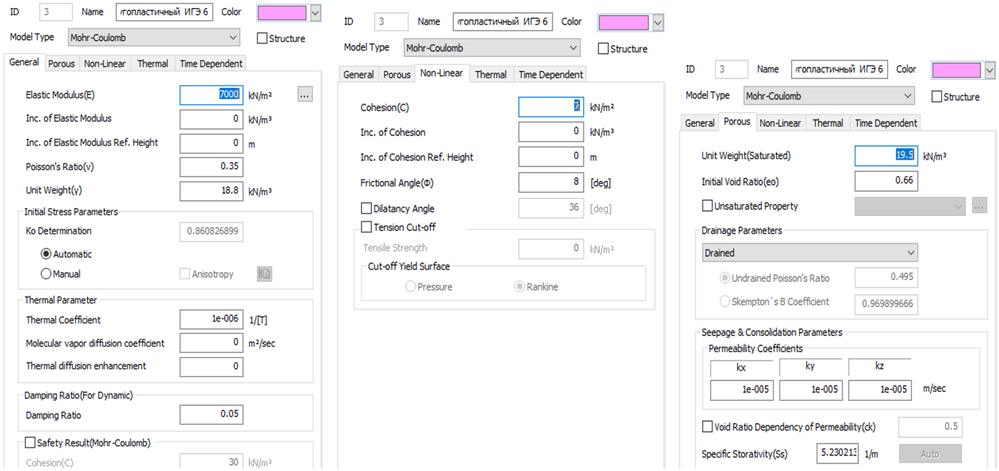 ID 3 Name гопластичный ИГЭ 6 Color
Model Type Mohr-Coulomb Structure
General Porous Non-Linear Thermal Time Dependent
Elastic Modulus(E) 7000 kN/m² ...
Inc. of Elastic Modulus 0 kN/m³
Inc. of Elastic Modulus Ref. Height 0 m
Poisson's Ratio(ν) 0.35
Unit Weight(γ) 18.8 kN/m³
Initial Stress Parameters
Ko Determination 0.860826899
Automatic
Manual Anisotropy
Thermal Parameter
Thermal Coefficient 1e-006 1/[T]
Molecular vapor diffusion coefficient 0 m²/sec
Thermal diffusion enhancement 0
Damping Ratio(For Dynamic)
Damping Ratio 0.05
Safety Result(Mohr-Coulomb)
Cohesion(C) 30 kN/m²
ID 3 Name гопластичный ИГЭ 6 Color
Model Type Mohr-Coulomb Structure
General Porous Non-Linear Thermal Time Dependent
Cohesion(C) 7 kN/m²
Inc. of Cohesion 0 kN/m³
Inc. of Cohesion Ref. Height 0 m
Frictional Angle(Φ) 8 [deg]
Dilatancy Angle 36 [deg]
Tension Cut-off
Tensile Strength 0 kN/m²
Cut-off Yield Surface
Pressure Rankine
ID 3 Name гопластичный ИГЭ 6 Color
Model Type Mohr-Coulomb Structure
General Porous Non-Linear Thermal Time Dependent
Unit Weight(Saturated) 19.5 kN/m³
Initial Void Ratio(eo) 0.66
Unsaturated Property ...
Drainage Parameters
Drained
Undrained Poisson's Ratio 0.495
Skempton`s B Coefficient 0.969899666
Seepage & Consolidation Parameters
Permeability Coefficients
kx ky kz
1e-005 1e-005 1e-005 m/sec
Void Ratio Dependency of Permeability(ck) 0.5
Specific Storativity(Ss) 5.230213 1/m Auto